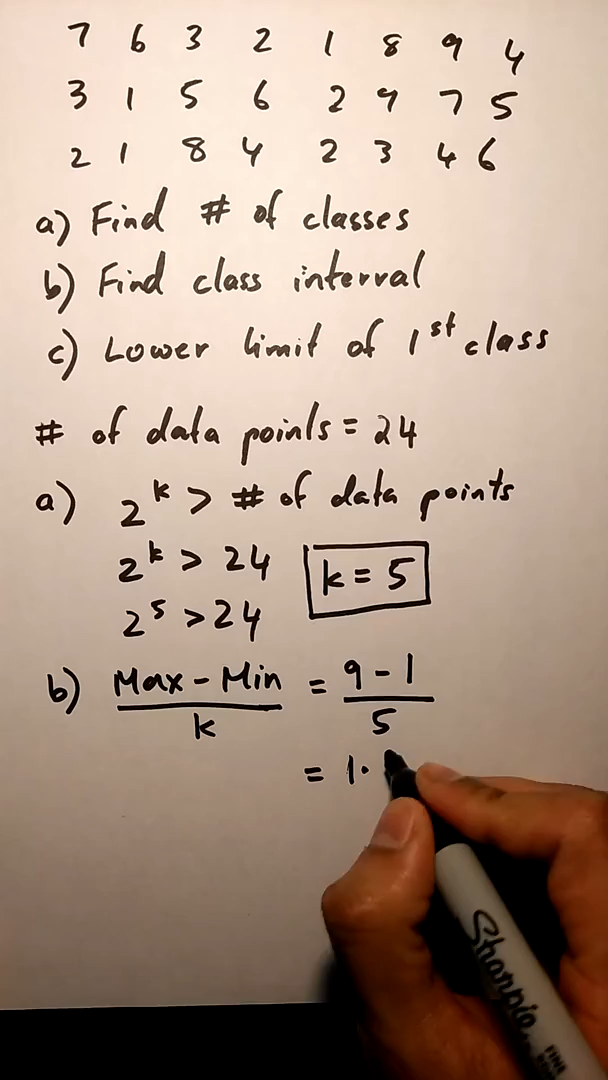 7 6 3 2 1 8 9 4
3 1 5 6 2 9 7 5
2 1 8 4 2 3 4 6
a) Find # of classes
b) Find class interval
c) Lower limit of 1st class
# of data points = 24
a) 2^k > # of data points
2^k > 24
k = 5
2^5 > 24
b) Max - Min / k = 9 - 1 / 5
= 1.
Sharpie
FINE